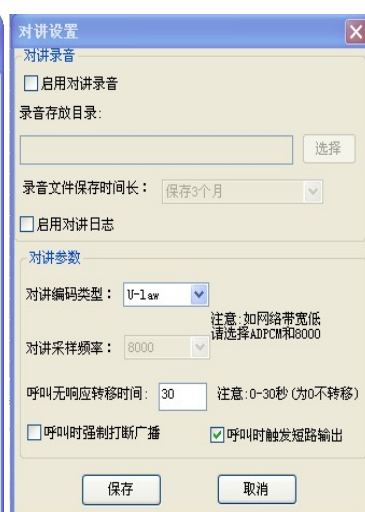 对讲设置
对讲录音
启用对讲录音
录音存放目录:
选择
录音文件保存时间长: 保存3个月
启用对讲日志
对讲参数
对讲编码类型: U-law
注意:如网络带宽低
请选择ADPCM和8000
对讲采样频率: 8000
呼叫无响应转移时间: 30 注意:0-30秒(为0不转移)
呼叫时强制打断广播 呼叫时触发短路输出
保存 取消